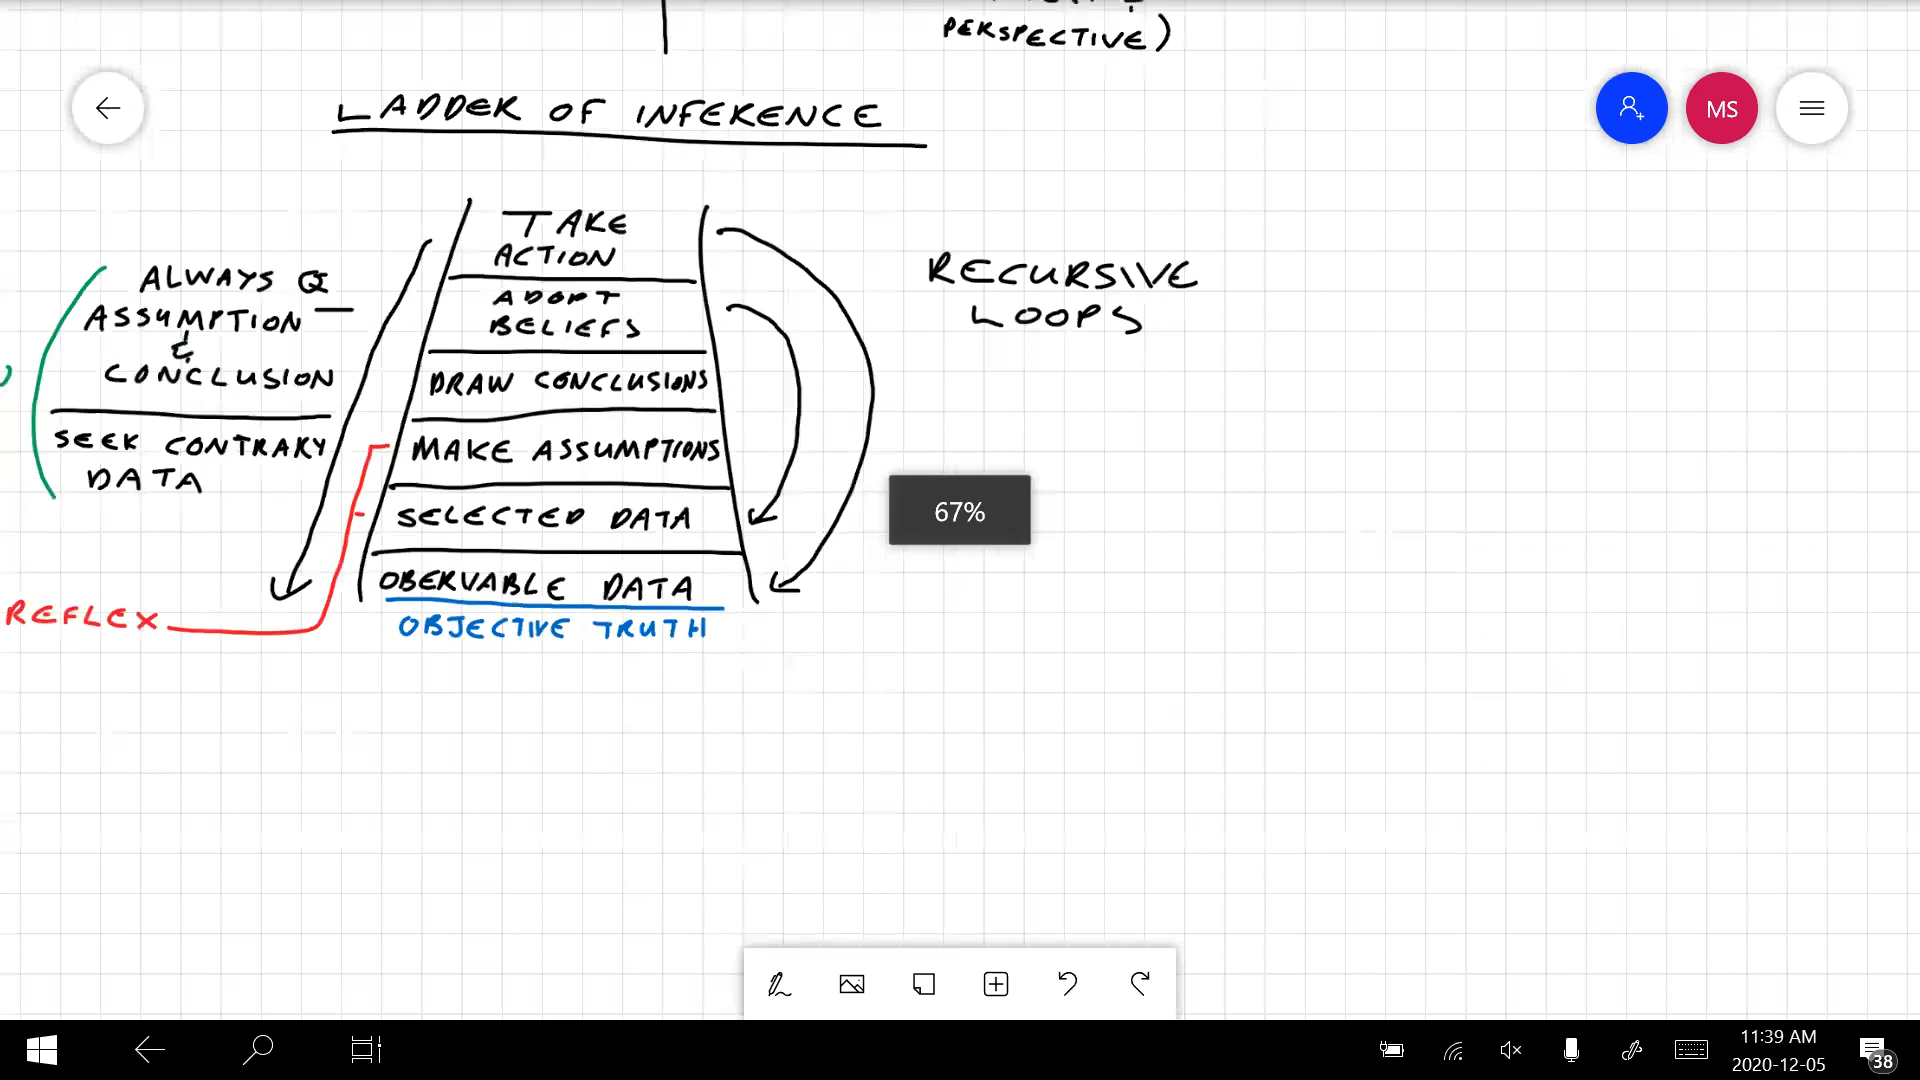 PERSPECTIVE)
LADDER OF INFERENCE
MS
TAKE
ACTION
ADOPT
BELIEFS
DRAW CONCLUSIONS
MAKE ASSUMPTIONS
SELECTED DATA
OBERVABLE DATA
OBJECTIVE TRUTH
ALWAYS Q
ASSUMPTION
&
CONCLUSION
SEEK CONTRARY
DATA
REFLEX
RECURSIVE
LOOPS
67%
11:39 AM
2020-12-05
38